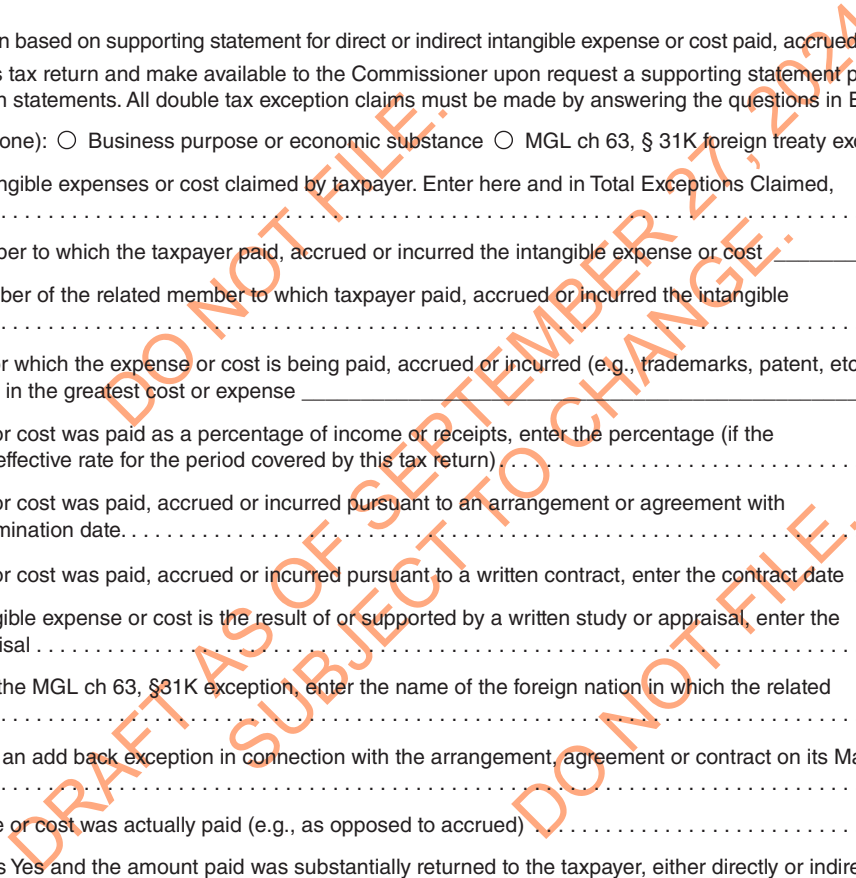 n based on supporting statement for direct or indirect intangible expense or cost paid, accrued
s tax return and make available to the Commissioner upon request a supporting statement p
n statements. All double tax exception claims must be made by answering the questions in E
one): ○ Business purpose or economic substance ○ MGL ch 63, § 31K foreign treaty exc
ngible expenses or cost claimed by taxpayer. Enter here and in Total Exceptions Claimed,
ber to which the taxpayer paid, accrued or incurred the intangible expense or cost
ber of the related member to which taxpayer paid, accrued or incurred the intangible
or which the expense or cost is being paid, accrued or incurred (e.g., trademarks, patent, etc
in the greatest cost or expense
or cost was paid as a percentage of income or receipts, enter the percentage (if the
effective rate for the period covered by this tax return)
or cost was paid, accrued or incurred pursuant to an arrangement or agreement with
mination date
or cost was paid, accrued or incurred pursuant to a written contract, enter the contract date
gible expense or cost is the result of or supported by a written study or appraisal, enter the
isal
the MGL ch 63, §31K exception, enter the name of the foreign nation in which the related
an add back exception in connection with the arrangement, agreement or contract on its Ma
e or cost was actually paid (e.g., as opposed to accrued)
s Yes and the amount paid was substantially returned to the taxpayer, either directly or indire
DO NOT FILE.
DRAFT AS OF SEPTEMBER 27, 2024
SUBJECT TO CHANGE.
DO NOT FILE.